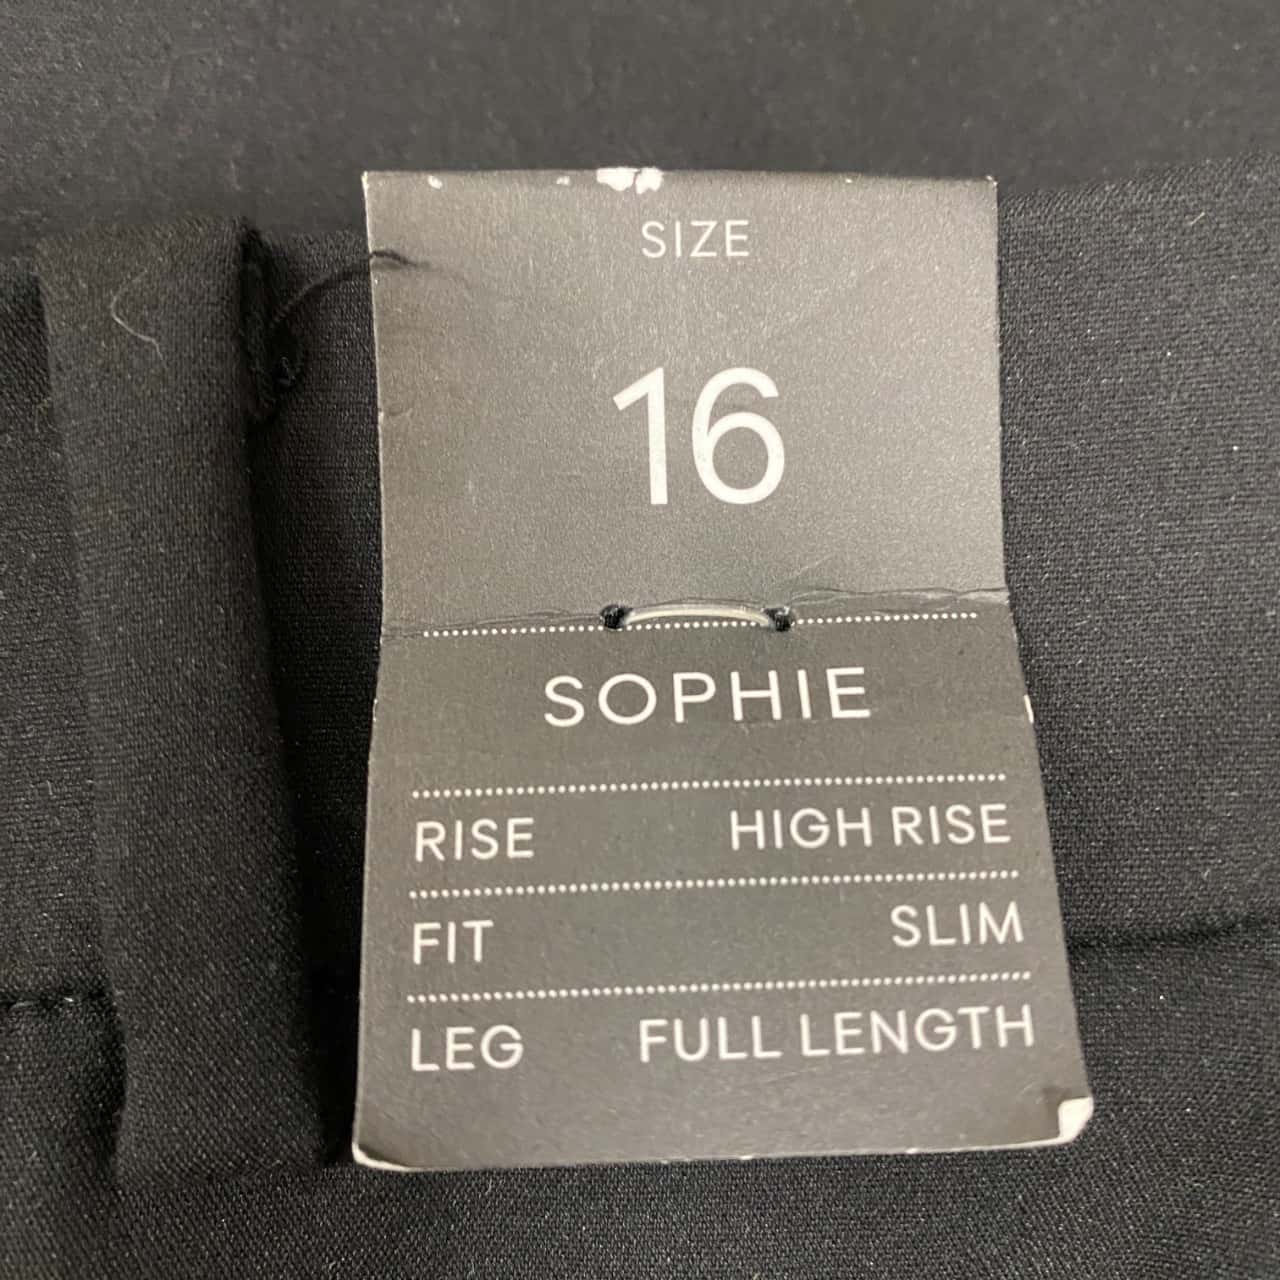 SIZE
16
SOPHIE
RISE HIGH RISE
FIT SLIM
LEG FULL LENGTH